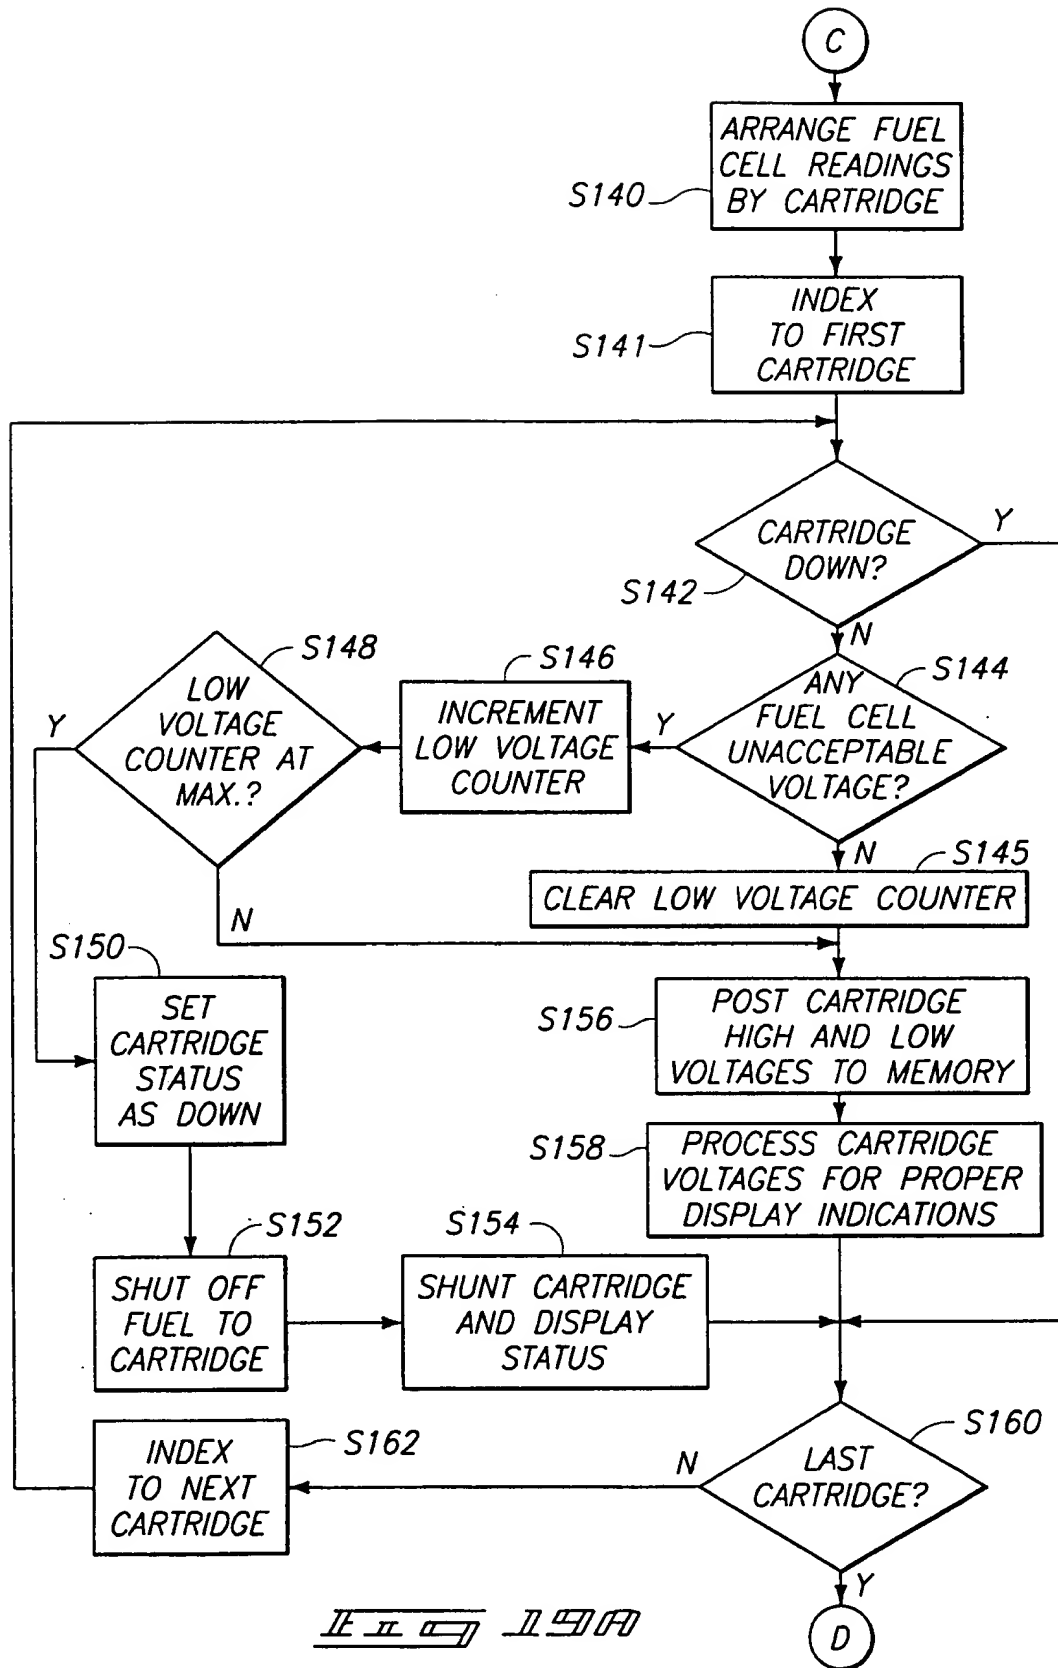 C
ARRANGE FUEL
CELL READINGS
BY CARTRIDGE
S140
INDEX
TO FIRST
CARTRIDGE
S141
CARTRIDGE
DOWN?
Y
S142
N
S148
S146
S144
LOW
VOLTAGE
COUNTER AT
MAX.?
Y
INCREMENT
LOW VOLTAGE
COUNTER
Y
ANY
FUEL CELL
UNACCEPTABLE
VOLTAGE?
N
S145
CLEAR LOW VOLTAGE COUNTER
N
S150
SET
CARTRIDGE
STATUS
AS DOWN
S156
POST CARTRIDGE
HIGH AND LOW
VOLTAGES TO MEMORY
S158
PROCESS CARTRIDGE
VOLTAGES FOR PROPER
DISPLAY INDICATIONS
S152
SHUT OFF
FUEL TO
CARTRIDGE
S154
SHUNT CARTRIDGE
AND DISPLAY
STATUS
S162
INDEX
TO NEXT
CARTRIDGE
N
S160
LAST
CARTRIDGE?
Y
D
FIG 19A